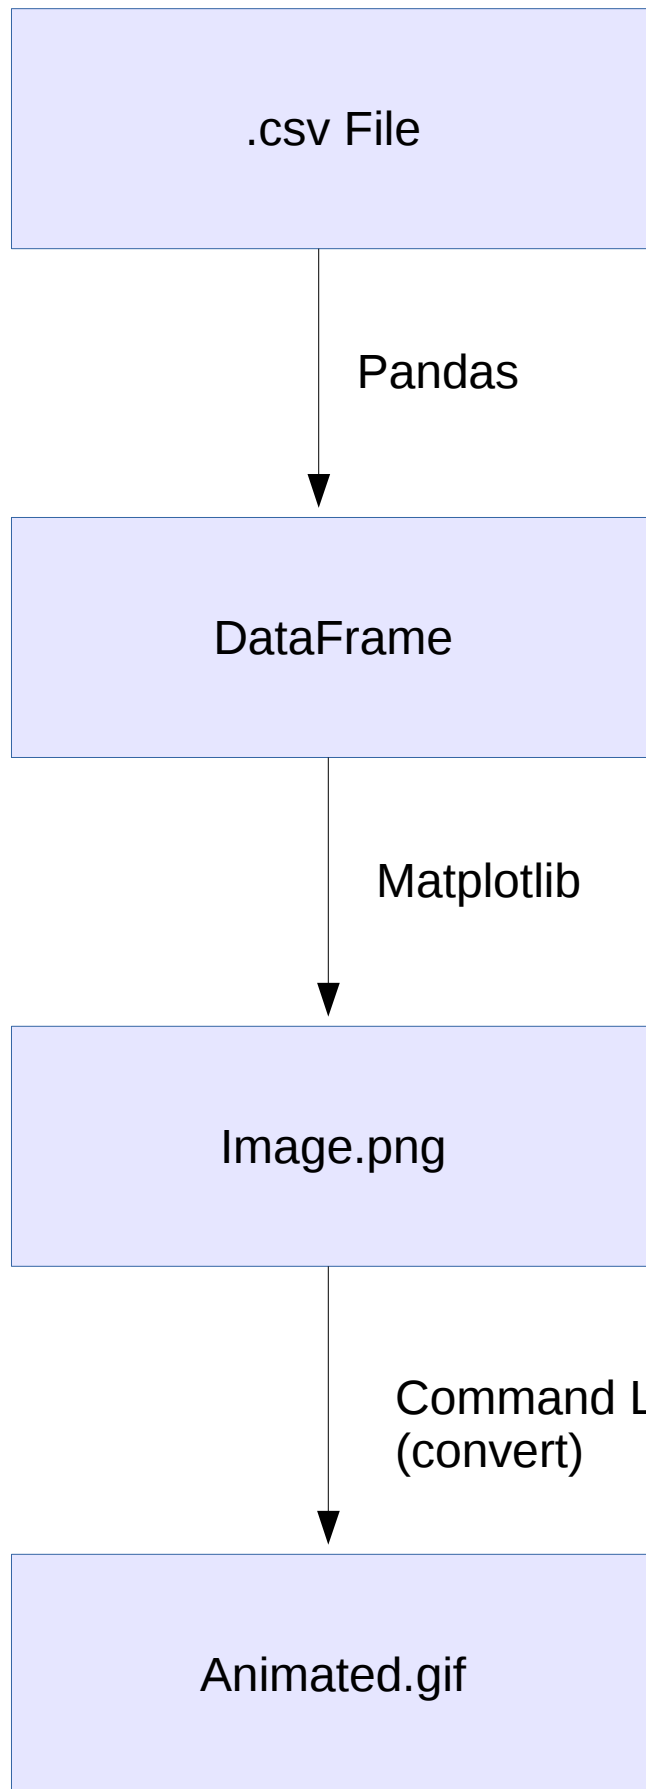 .csv File
Pandas
DataFrame
Matplotlib
Image.png
Command
(convert)
Animated.gif